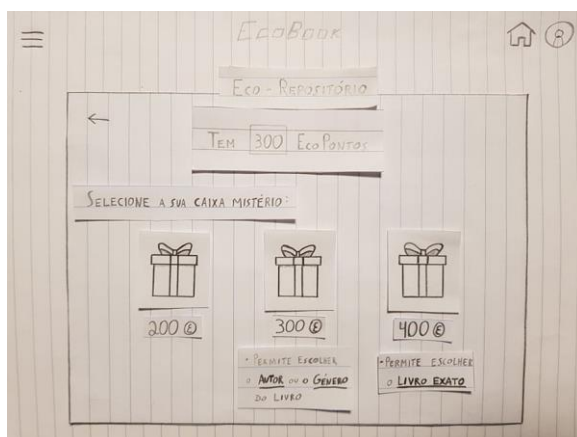 EcoBook
Eco - Repositório
Tem 300 EcoPontos
Selecione a sua caixa mistério:
200 E
300 E
400 E
• Permite Escolher
o Autor ou o Género
do Livro
• Permite escolher
o Livro Exato